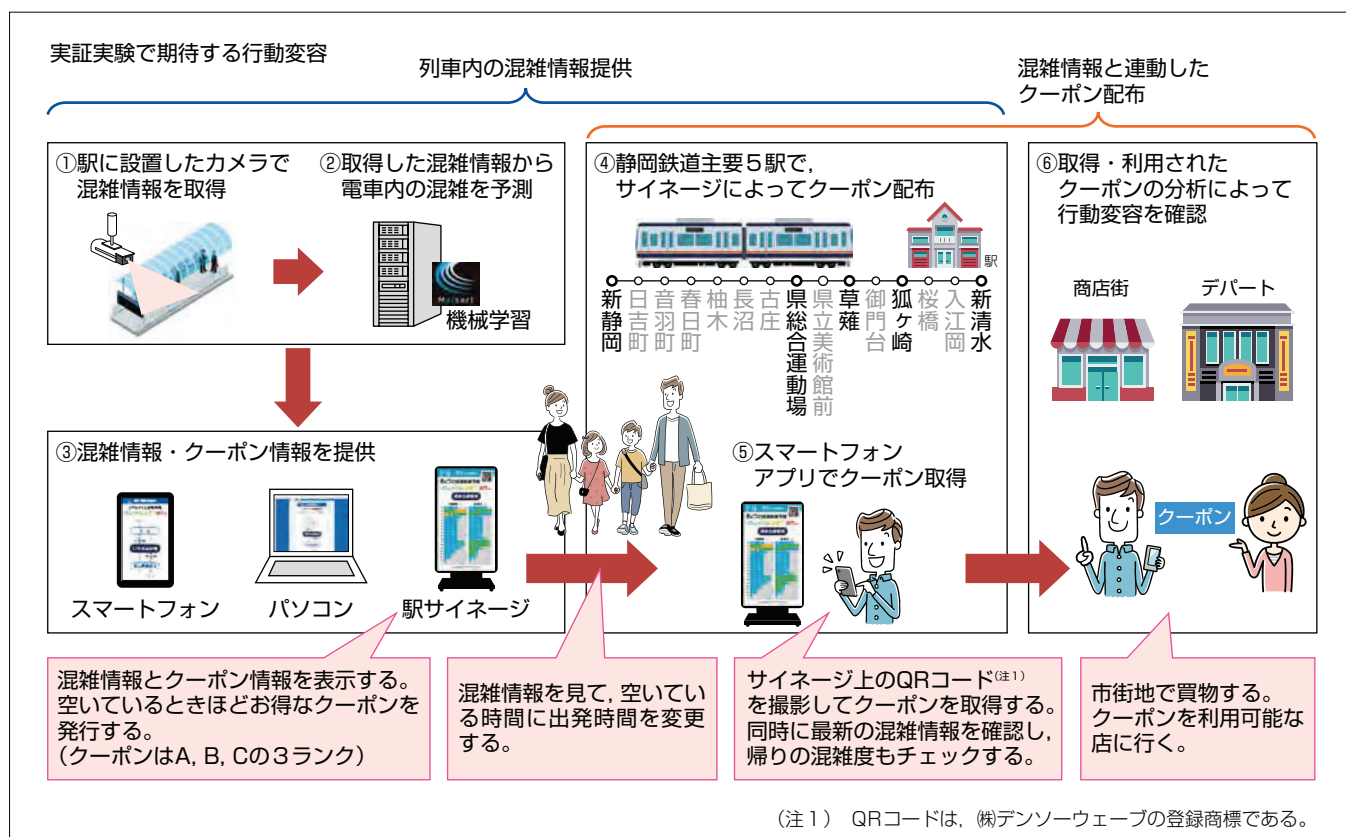 実証実験で期待する行動変容
列車内の混雑情報提供
混雑情報と連動した
クーポン配布
①駅に設置したカメラで
混雑情報を取得
②取得した混雑情報から
電車内の混雑を予測
Maisart
機械学習
③混雑情報・クーポン情報を提供
スマートフォン
パソコン
駅サイネージ
④静岡鉄道主要5駅で,
サイネージによってクーポン配布
駅
新静岡
日吉町
音羽町
春日町
柚木
長沼
古庄
県総合運動場
県立美術館前
草薙
御門台
狐ヶ崎
桜橋
入江岡
新清水
⑤スマートフォン
アプリでクーポン取得
⑥取得・利用された
クーポンの分析によって
行動変容を確認
商店街
デパート
クーポン
混雑情報とクーポン情報を表示する。
空いているときほどお得なクーポンを
発行する。
(クーポンはA, B, Cの3ランク)
混雑情報を見て, 空いてい
る時間に出発時間を変更
する。
サイネージ上のQRコード(注1)
を撮影してクーポンを取得する。
同時に最新の混雑情報を確認し,
帰りの混雑度もチェックする。
市街地で買物する。
クーポンを利用可能な
店に行く。
(注1) QRコードは, ㈱デンソーウェーブの登録商標である。